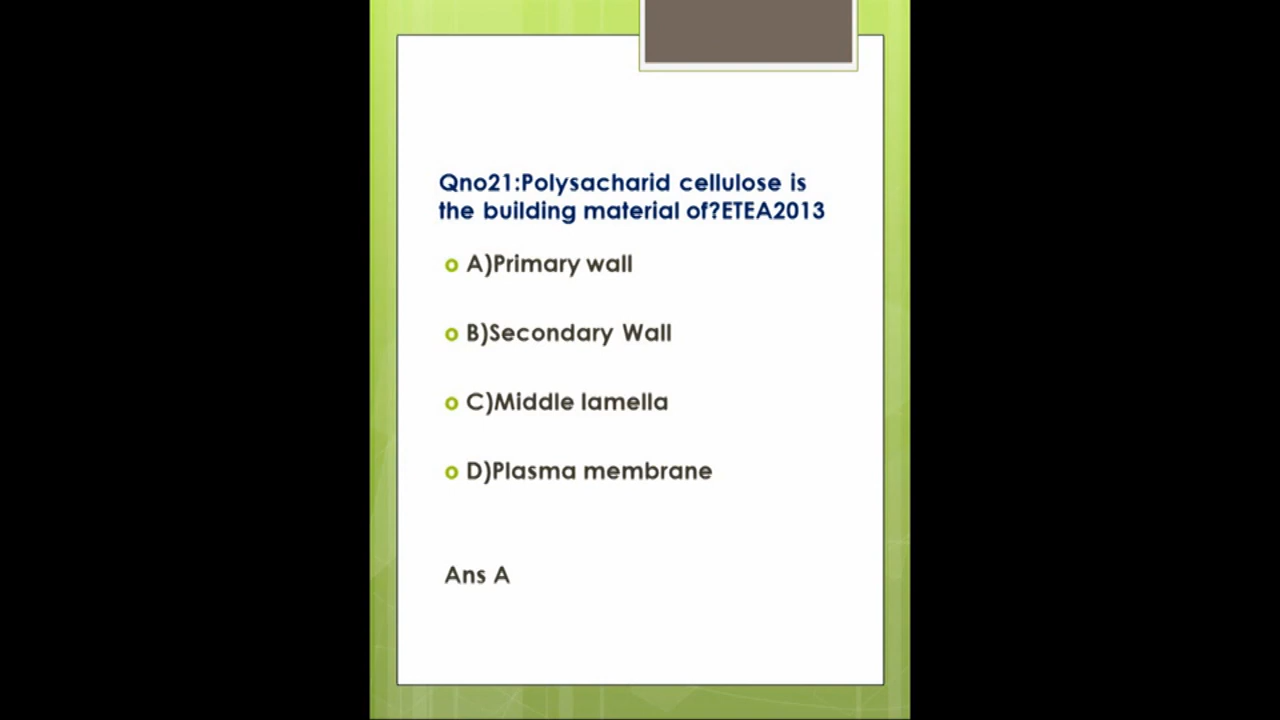 Qno21:Polysacharid cellulose is
the building material of?ETEA2013
o A)Primary wall
o B)Secondary Wall
o C)Middle lamella
o D)Plasma membrane
Ans A